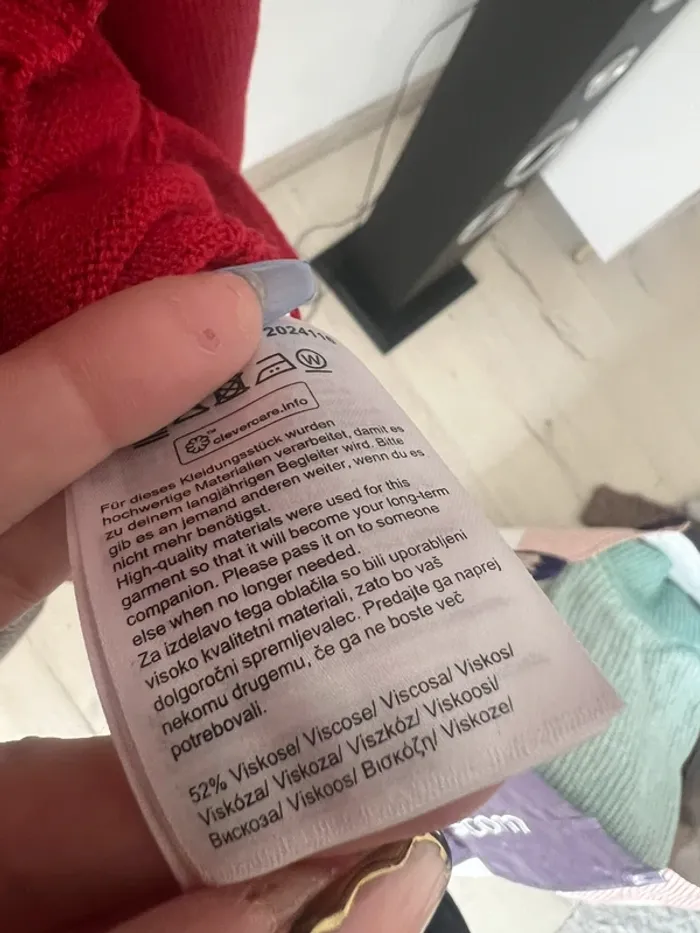 clevercare.info
Für dieses Kleidungsstück wurden
hochwertige Materialien verarbeitet, damit es
zu deinem langjährigen Begleiter wird. Bitte
gib es an jemand anderen weiter, wenn du es
nicht mehr benötigst.
High-quality materials were used for this
garment so that it will become your long-term
companion. Please pass it on to someone
else when no longer needed.
Za izdelavo tega oblačila so bili uporabljeni
visoko kvalitetni materiali, zato bo vaš
dolgoročni spremljevalec. Predajte ga naprej
nekomu drugemu, če ga ne boste več
potrebovali.
52% Viskose/ Viscose/ Viscosa/ Viskos/
Viskóza/ Viskoza/ Viszkóz/ Viskoosi/
Вискоза/ Viskoos/ Βισκόζη/ Viskoze/